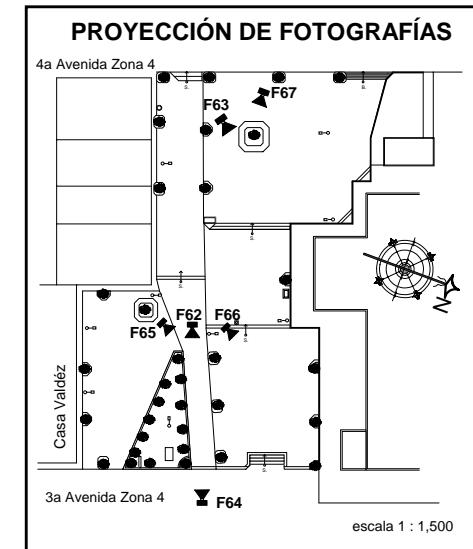 PROYECCIÓN DE FOTOGRAFÍAS
4a Avenida Zona 4
F67
F63
N
F65
F62
F66
Casa Valdéz
3a Avenida Zona 4
F64
escala 1 : 1,500